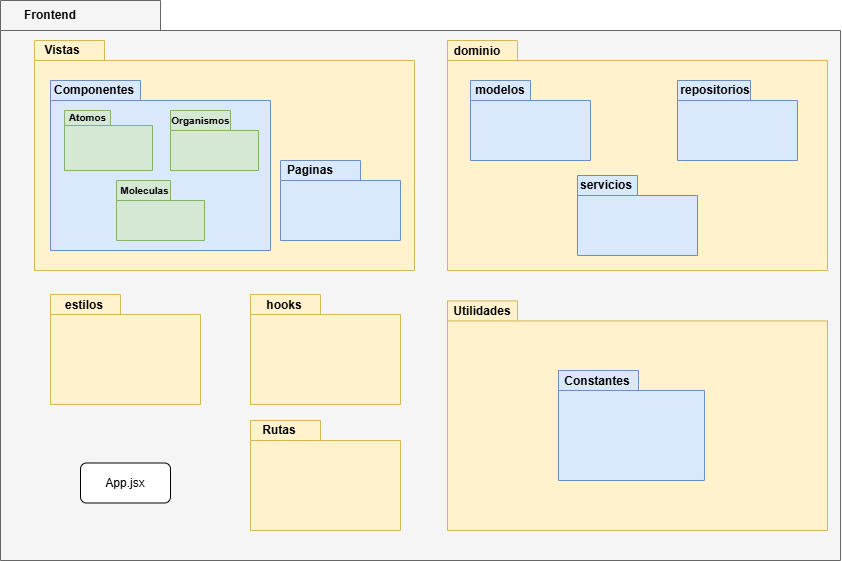 Frontend
Vistas
Componentes
Atomos
Organismos
Moleculas
Paginas
dominio
modelos
repositorios
servicios
estilos
hooks
Rutas
App.jsx
Utilidades
Constantes